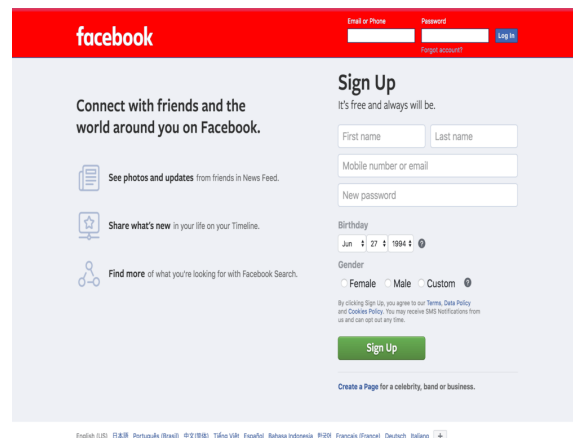 facebook
Email or Phone
Password
Log In
Forgot account?
Connect with friends and the
world around you on Facebook.
See photos and updates from friends in News Feed.
Share what's new in your life on your Timeline.
Find more of what you're looking for with Facebook Search.
Sign Up
It's free and always will be.
First name
Last name
Mobile number or email
New password
Birthday
Jun 27 1994 ?
Gender
Female Male Custom ?
By clicking Sign Up, you agree to our Terms, Data Policy
and Cookies Policy. You may receive SMS Notifications from
us and can opt out any time.
Sign Up
Create a Page for a celebrity, band or business.
English (US) 日本語 Português (Brasil) 中文(简体) Tiếng Việt Español Bahasa Indonesia 한국어 Français (France) Deutsch Italiano +